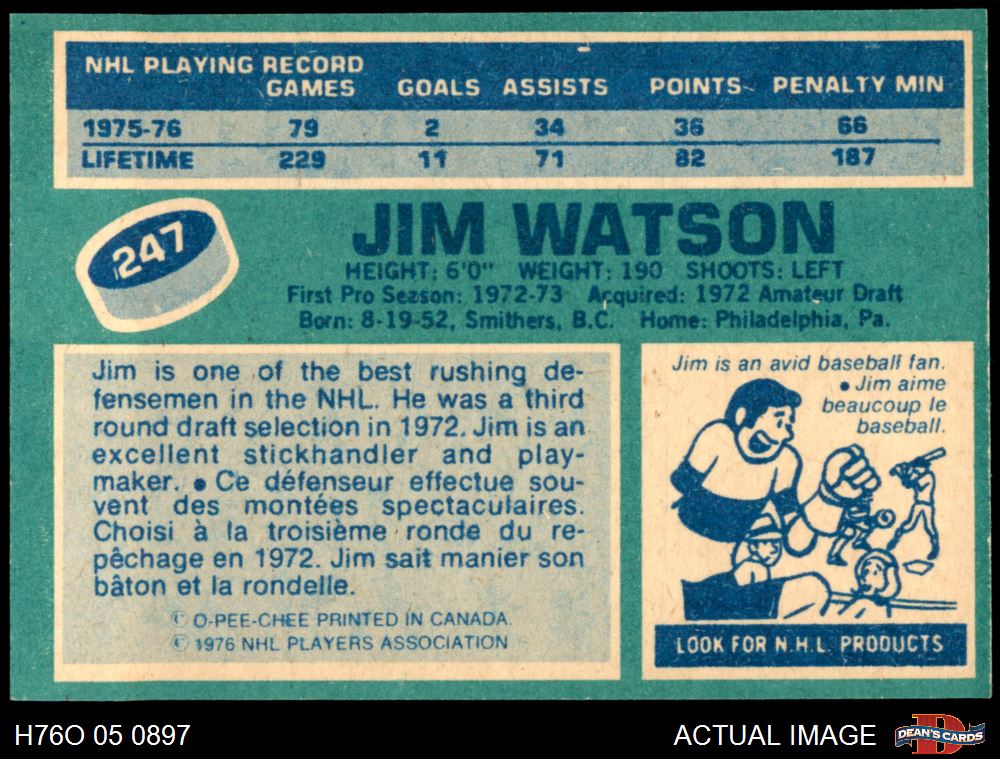 NHL PLAYING RECORD
GAMES GOALS ASSISTS POINTS PENALTY MIN
1975-76 79 2 34 36 66
LIFETIME 229 11 71 82 187
247
JIM WATSON
HEIGHT: 6'0" WEIGHT: 190 SHOOTS: LEFT
First Pro Season: 1972-73 Acquired: 1972 Amateur Draft
Born: 8-19-52, Smithers, B.C. Home: Philadelphia, Pa.
Jim is one of the best rushing de-
fensemen in the NHL. He was a third
round draft selection in 1972. Jim is an
excellent stickhandler and play-
maker. • Ce défenseur effectue sou-
vent des montées spectaculaires.
Choisi à la troisième ronde du re-
pêchage en 1972. Jim sait manier son
bâton et la rondelle.
© O-PEE-CHEE PRINTED IN CANADA.
© 1976 NHL PLAYERS ASSOCIATION
Jim is an avid baseball fan.
• Jim aime
beaucoup le
baseball.
LOOK FOR N.H.L. PRODUCTS
H76O 05 0897
ACTUAL IMAGE
D
DEAN'S CARDS